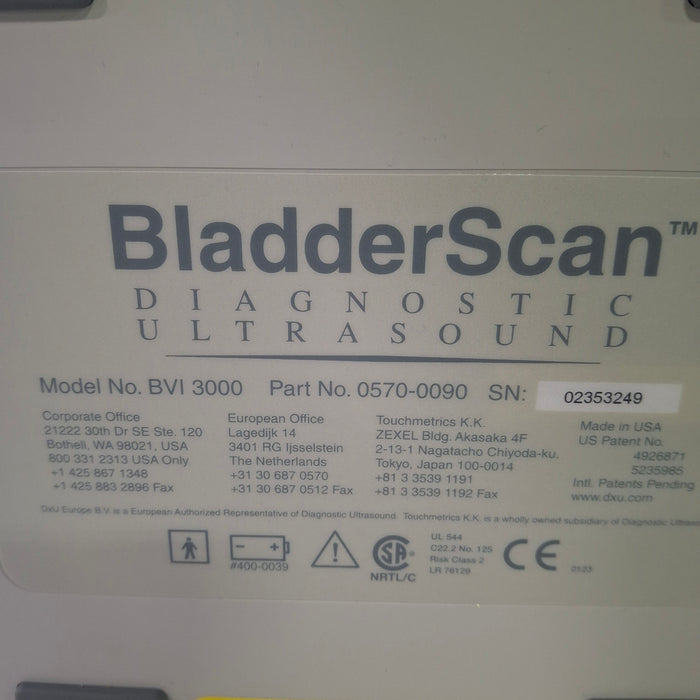 BladderScan™
DIAGNOSTIC
ULTRASOUND
Model No. BVI 3000 Part No. 0570-0090 SN: 02353249
Corporate Office
21222 30th Dr SE Ste. 120
Bothell, WA 98021, USA
800 331 2313 USA Only
+1 425 867 1348
+1 425 883 2896 Fax
European Office
Lagedijk 14
3401 RG Ijsselstein
The Netherlands
+31 30 687 0570
+31 30 687 0512 Fax
Touchmetrics K.K.
ZEXEL Bldg. Akasaka 4F
2-13-1 Nagatacho Chiyoda-ku,
Tokyo, Japan 100-0014
+81 3 3539 1191
+81 3 3539 1192 Fax
Made in USA
US Patent No.
4926871
5235985
Intl. Patents Pending
www.dxu.com
DxU Europe B.V. is a European Authorized Representative of Diagnostic Ultrasound. Touchmetrics K.K. is a wholly owned subsidiary of Diagnostic
- +
#400-0039
SA
NRTL/C
UL 544
C22.2 No. 125
Risk Class 2
LR 76129
CE
0123